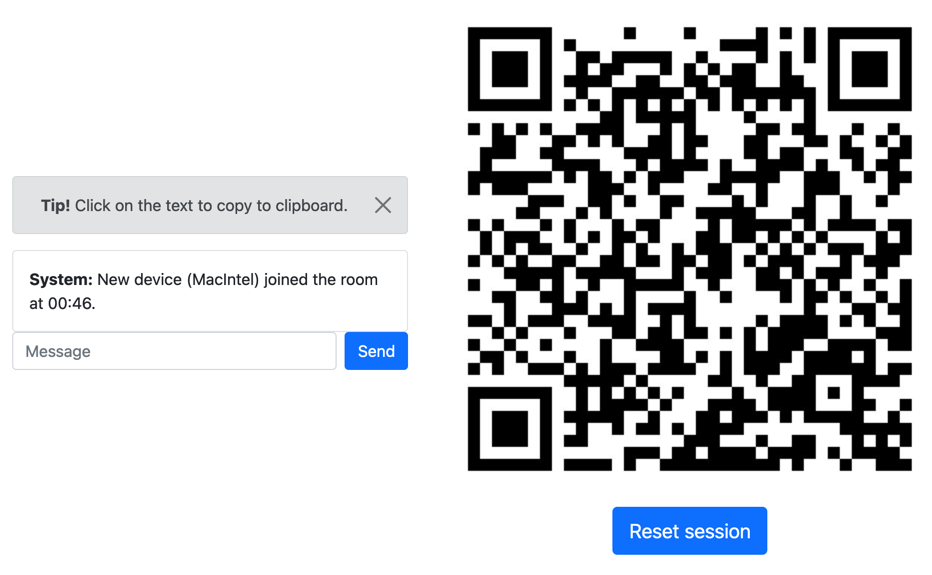 Tip! Click on the text to copy to clipboard.
System: New device (MacIntel) joined the room
at 00:46.
Message
Send
Reset session